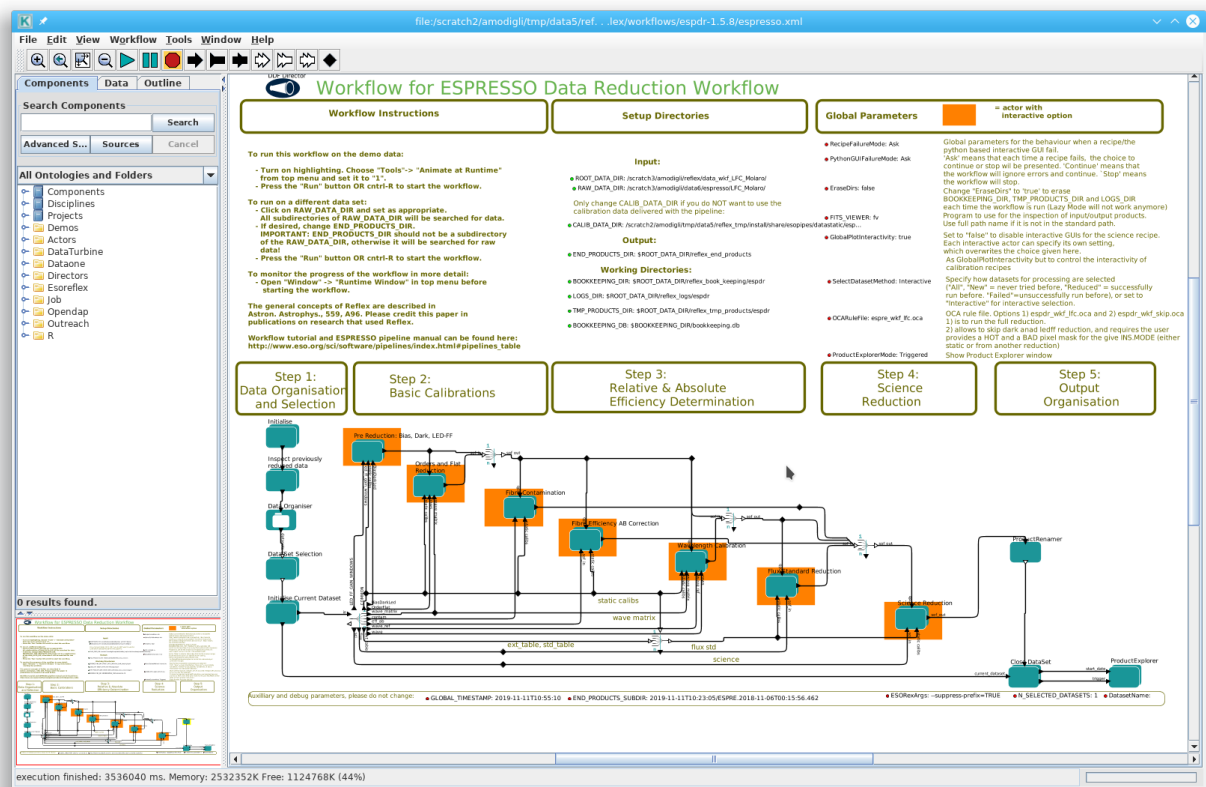 file:/scratch2/amodigli/tmp/data5/ref. . .lex/workflows/espdr-1.5.8/espresso.xml
File Edit View Workflow Tools Window Help
Components Data Outline
Search Components
Search
Advanced S... Sources Cancel
All Ontologies and Folders
Components
Disciplines
Projects
Demos
Actors
DataTurbine
Dataone
Directors
Esoreflex
Job
Opendap
Outreach
R
0 results found.
DDF Director
Workflow for ESPRESSO Data Reduction Workflow
Workflow Instructions
Setup Directories
Global Parameters
= actor with
interactive option
To run this workflow on the demo data:
- Turn on highlighting. Choose "Tools"-> "Animate at Runtime"
from top menu and set it to "1".
- Press the "Run" button OR cntrl-R to start the workflow.
To run on a different data set:
- Click on RAW_DATA_DIR and set as appropriate.
All subdirectories of RAW_DATA_DIR will be searched for data.
- If desired, change END_PRODUCTS_DIR.
IMPORTANT: END_PRODUCTS_DIR should not be a subdirectory
of the RAW_DATA_DIR, otherwise it will be searched for raw
data!
- Press the "Run" button OR cntrl-R to start the workflow.
To monitor the progress of the workflow in more detail:
- Open "Window" -> "Runtime Window" in top menu before
starting the workflow.
The general concepts of Reflex are described in
Astron. Astrophys., 559, A96. Please credit this paper in
publications on research that used Reflex.
Workflow tutorial and ESPRESSO pipeline manual can be found here:
http://www.eso.org/sci/software/pipelines/index.html#pipelines_table
Input:
ROOT_DATA_DIR: /scratch3/amodigli/reflex/data_wkf_LFC_Molaro/
RAW_DATA_DIR: /scratch3/amodigli/data6/espresso/LFC_Molaro/
Only change CALIB_DATA_DIR if you do NOT want to use the
calibration data delivered with the pipeline:
CALIB_DATA_DIR: /scratch2/amodigli/tmp/data5/reflex_tmp/install/share/esopipes/datastatic/esp...
Output:
END_PRODUCTS_DIR: $ROOT_DATA_DIR/reflex_end_products
Working Directories:
BOOKKEEPING_DIR: $ROOT_DATA_DIR/reflex_book_keeping/espdr
LOGS_DIR: $ROOT_DATA_DIR/reflex_logs/espdr
TMP_PRODUCTS_DIR: $ROOT_DATA_DIR/reflex_tmp_products/espdr
BOOKKEEPING_DB: $BOOKKEEPING_DIR/bookkeeping.db
RecipeFailureMode: Ask
PythonGUIFailureMode: Ask
EraseDirs: false
FITS_VIEWER: fv
GlobalPlotInteractivity: true
SelectDatasetMethod: Interactive
OCARuleFile: espre_wkf_lfc.oca
ProductExplorerMode: Triggered
Global parameters for the behaviour when a recipe/the
python based interactive GUI fail.
'Ask' means that each time a recipe fails, the choice to
continue or stop will be presented. 'Continue' means that
the workflow will ignore errors and continue. `Stop' means
the workflow will stop.
Change "EraseDirs" to 'true' to erase
BOOKKEEPING_DIR, TMP_PRODUCTS_DIR and LOGS_DIR
each time the workflow is run (Lazy Mode will not work anymore)
Program to use for the inspection of input/output products.
Use full path name if it is not in the standard path.
Set to "false" to disable interactive GUIs for the science recipe.
Each interactive actor can specify its own setting,
which overwrites the choice given here.
As GlobalPlotInteractivity but to control the interactivity of
calibration recipes
Specify how datasets for processing are selected
("All", "New" = never tried before, "Reduced" = successfully
run before, "Failed"=unsuccessfully run before), or set to
"Interactive" for interactive selection.
OCA rule file. Options 1) espdr_wkf_lfc.oca and 2) espdr_wkf_skip.oca
1) is to run the full reduction.
2) allows to skip dark anad ledff reduction, and requires the user
provides a HOT and a BAD pixel mask for the give INS.MODE (either
static or from another reduction)
Show Product Explorer window
Step 1:
Data Organisation
and Selection
Step 2:
Basic Calibrations
Step 3:
Relative & Absolute
Efficiency Determination
Step 4:
Science
Reduction
Step 5:
Output
Organisation
Initialise
Inspect previously
reduced data
Data Organiser
DataSet Selection
Initialise Current Dataset
Pre Reduction: Bias, Dark, LED-FF
Orders and Flat
Reduction
Fibre Contamination
Fibre Efficiency AB Correction
Wavelength Calibration
Flux Standard Reduction
Science Reduction
ProductRenamer
Close DataSet
ProductExplorer
static calibs
wave matrix
ext_table, std_table
flux std
science
current_dataset
start_date
trigger
Auxiliary and debug parameters, please do not change:
GLOBAL_TIMESTAMP: 2019-11-11T10:55:10
END_PRODUCTS_SUBDIR: 2019-11-11T10:23:05/ESPRE.2018-11-06T00:15:56.462
ESORexArgs: --suppress-prefix=TRUE
N_SELECTED_DATASETS: 1
DatasetName:
execution finished: 3536040 ms. Memory: 2532352K Free: 1124768K (44%)